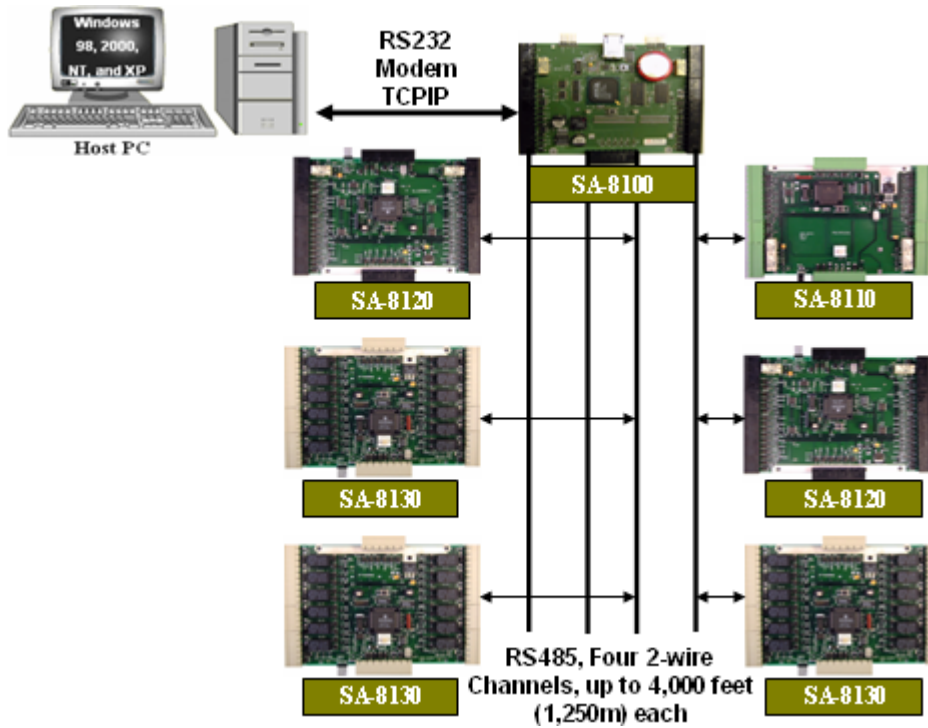 Windows
98, 2000,
NT, and XP
Host PC
RS232
Modem
TCPIP
SA-8100
SA-8120
SA-8110
SA-8130
SA-8120
SA-8130
SA-8130
RS485, Four 2-wire
Channels, up to 4,000 feet
(1,250m) each